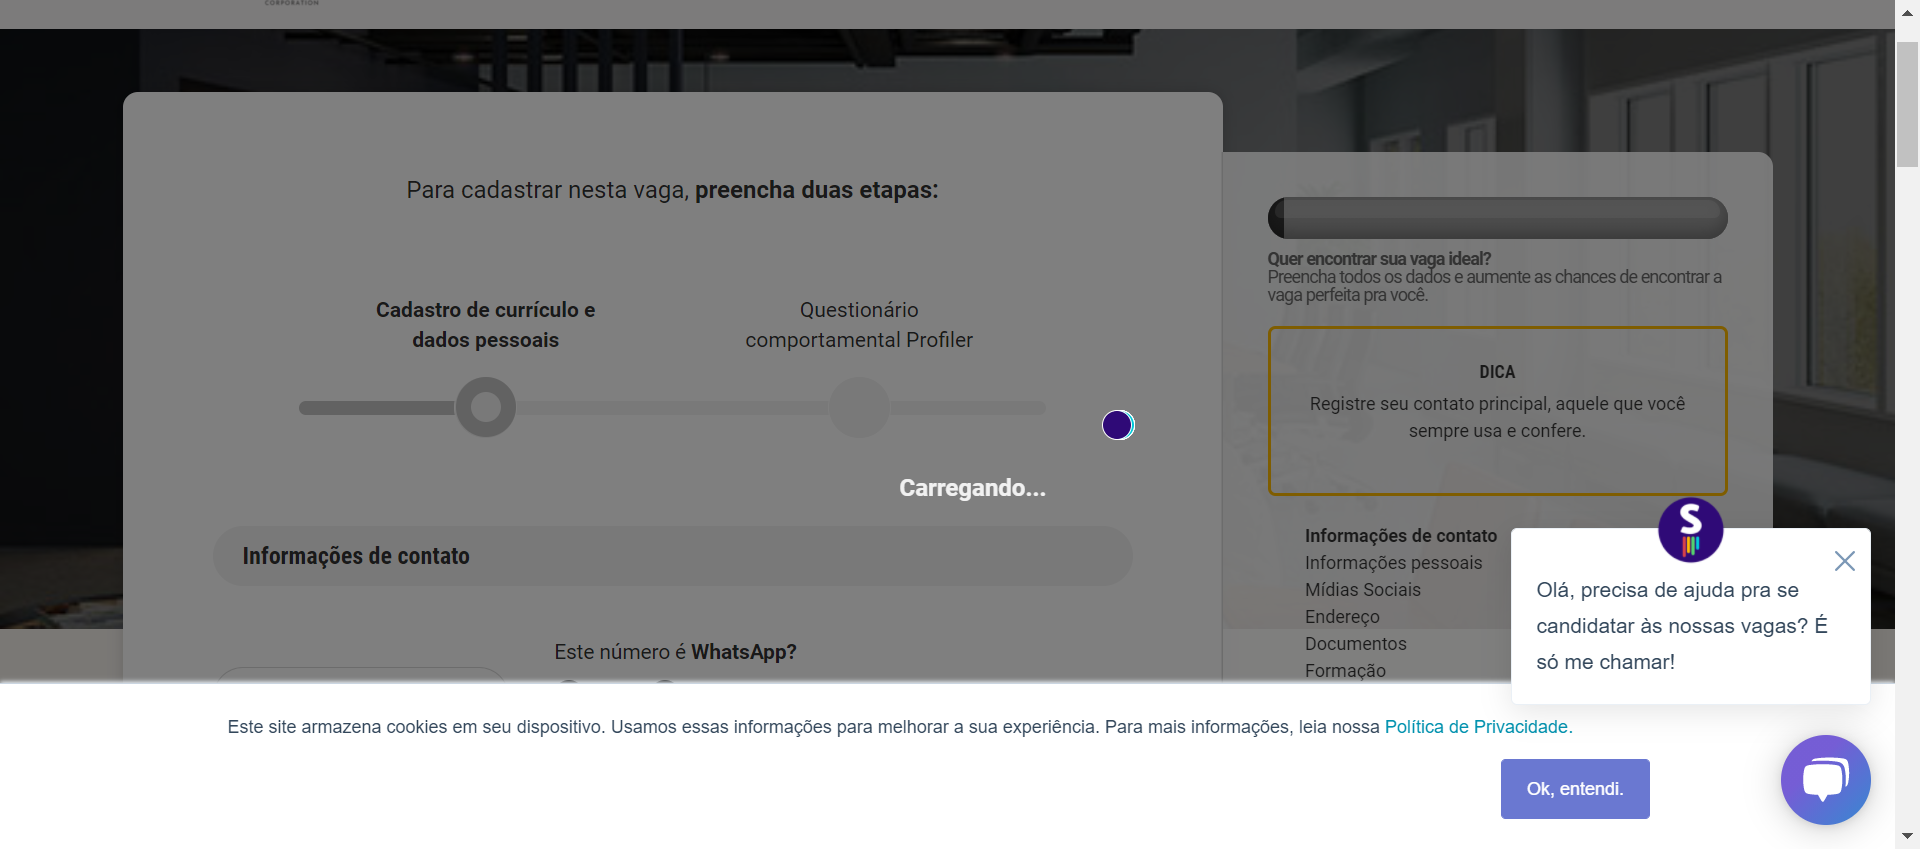 CORPORATION
Para cadastrar nesta vaga, preencha duas etapas:
Cadastro de currículo e
dados pessoais
Questionário
comportamental Profiler
Carregando...
Informações de contato
Este número é WhatsApp?
Quer encontrar sua vaga ideal?
Preencha todos os dados e aumente as chances de encontrar a
vaga perfeita pra você.
DICA
Registre seu contato principal, aquele que você
sempre usa e confere.
Informações de contato
Informações pessoais
Mídias Sociais
Endereço
Documentos
Formação
S
Olá, precisa de ajuda pra se
candidatar às nossas vagas? É
só me chamar!
Este site armazena cookies em seu dispositivo. Usamos essas informações para melhorar a sua experiência. Para mais informações, leia nossa Política de Privacidade.
Ok, entendi.